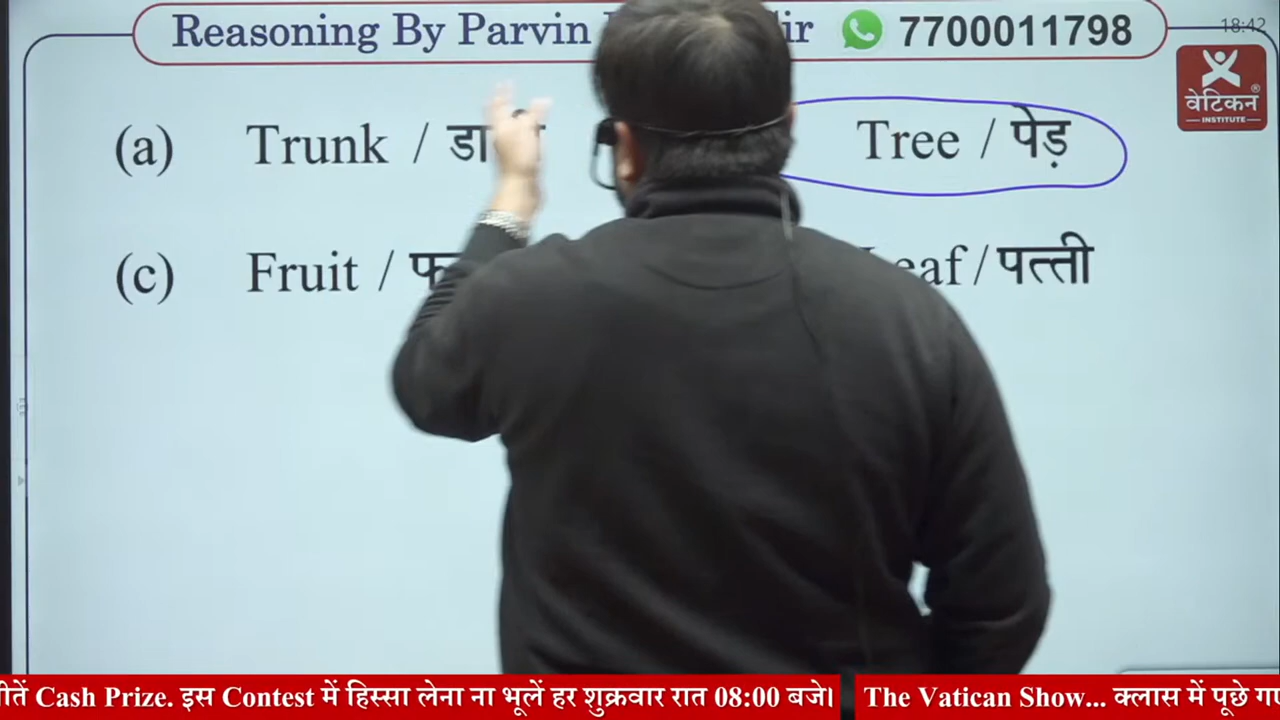 Reasoning By Parvin ir 7700011798
18:42
वेटिकन
INSTITUTE
(a) Trunk / Tree / पेड़
(c) Fruit / eaf / पत्ती
Cash Prize. इस Contest में हिस्सा लेना ना भूलें हर शुक्रवार रात 08:00 बजे। The Vatican Show... क्लास में पूछे